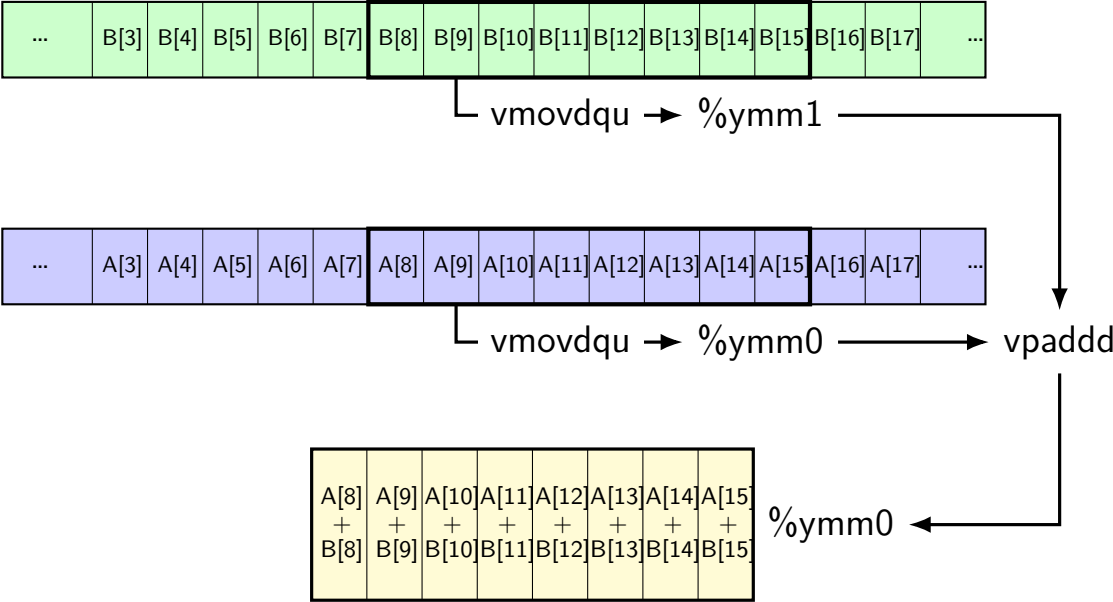 ... B[3] B[4] B[5] B[6] B[7] B[8] B[9] B[10] B[11] B[12] B[13] B[14] B[15] B[16] B[17] ...
vmovdqu %ymm1
... A[3] A[4] A[5] A[6] A[7] A[8] A[9] A[10] A[11] A[12] A[13] A[14] A[15] A[16] A[17] ...
vmovdqu %ymm0 vpaddd
A[8] A[9] A[10] A[11] A[12] A[13] A[14] A[15]
+ + + + + + + +
B[8] B[9] B[10] B[11] B[12] B[13] B[14] B[15]
%ymm0